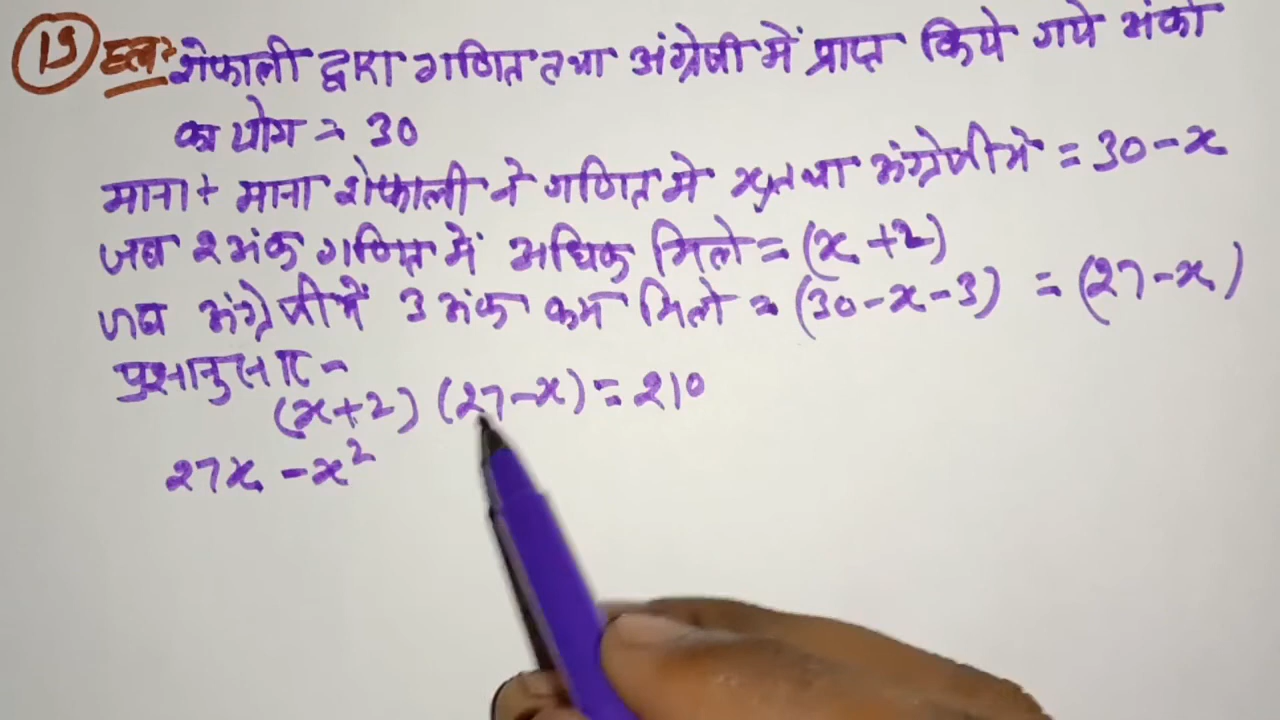 15 हल:- शेफाली द्वारा गणित तथा अंग्रेजी में प्राप्त किये गये अंको
का योग = 30
माना + माना शेफाली ने गणित मे x तथा अंग्रेजी मे = 30 - x
जब 2 अंक गणित में अधिक मिले = (x + 2)
जब अंग्रेजी में 3 अंक कम मिले = (30 - x - 3) = (27 - x)
प्रश्नानुसार -
(x + 2) (27 - x) = 210
27x - x²